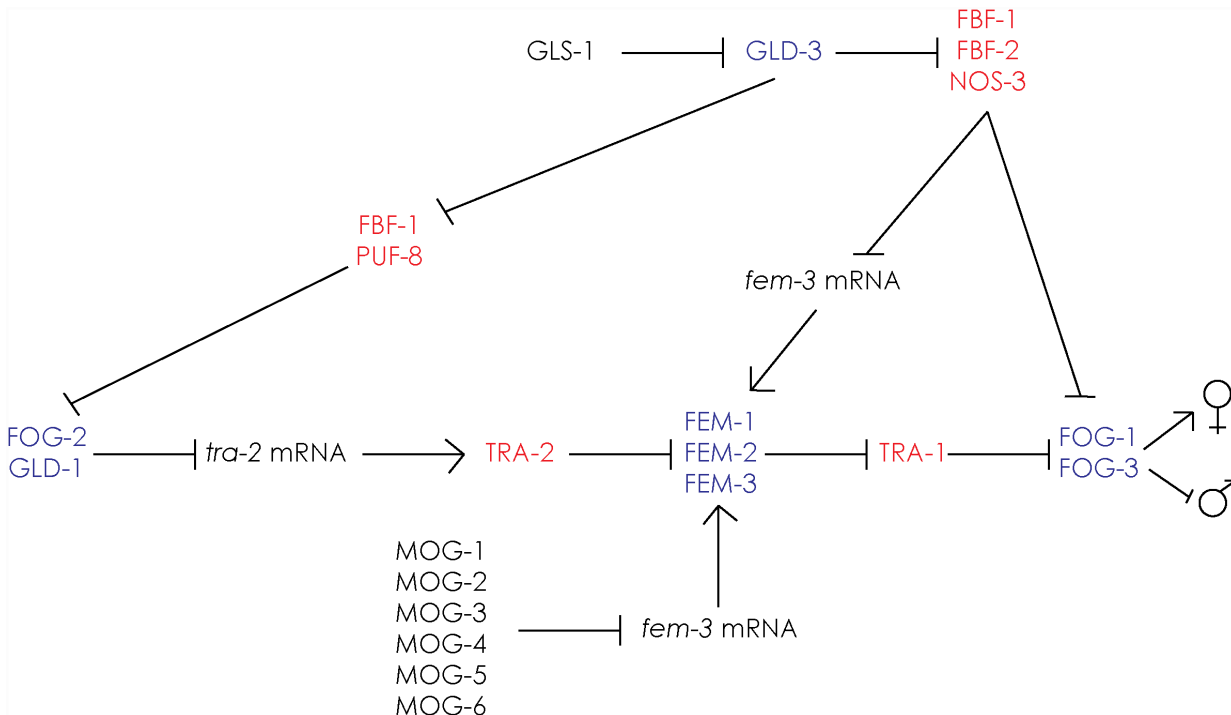 FBF-1
GLS-1
GLD-3
FBF-2
NOS-3
FBF-1
PUF-8
fem-3 mRNA
FOG-2
GLD-1
tra-2 mRNA
TRA-2
FEM-1
FEM-2
FEM-3
TRA-1
FOG-1
FOG-3
MOG-1
MOG-2
MOG-3
MOG-4
MOG-5
MOG-6
fem-3 mRNA